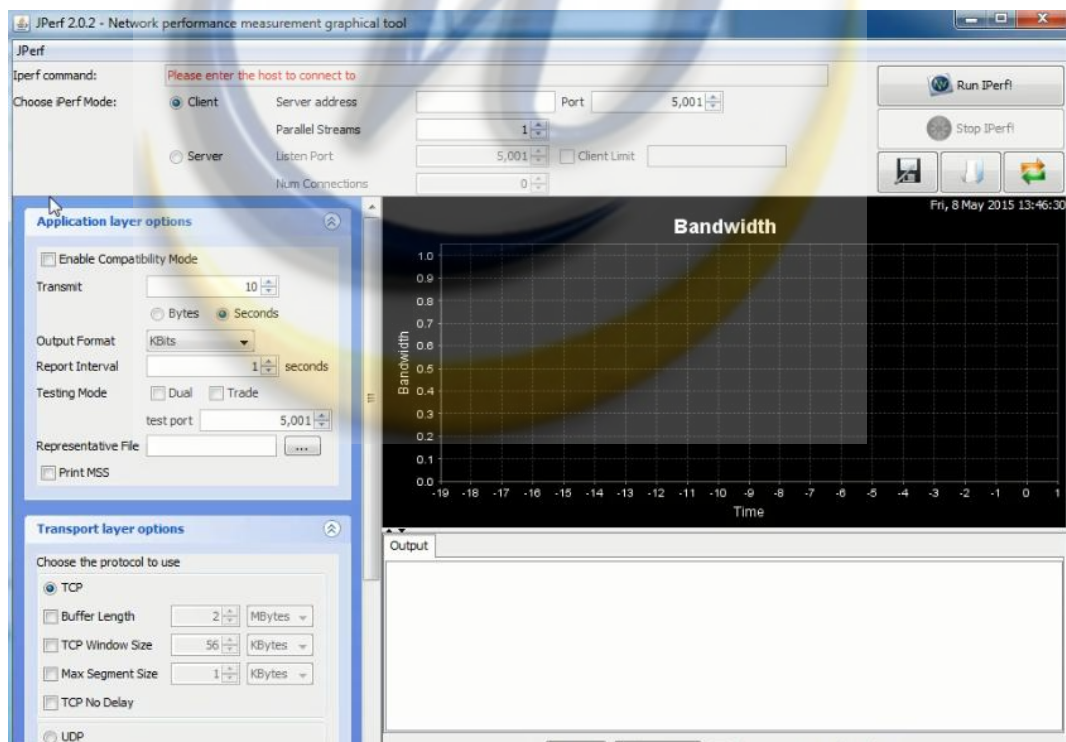 JPerf 2.0.2 - Network performance measurement graphical tool
JPerf
Iperf command: Please enter the host to connect to
Run IPerf!
Choose iPerf Mode: Client Server address Port 5,001
Parallel Streams 1
Stop IPerf!
Server Listen Port 5,001 Client Limit
Num Connections 0
Fri, 8 May 2015 13:46:30
Application layer options
Enable Compatibility Mode
Transmit 10
Bytes Seconds
Output Format KBits
Report Interval 1 seconds
Testing Mode Dual Trade
test port 5,001
Representative File ...
Print MSS
Transport layer options
Choose the protocol to use
TCP
Buffer Length 2 MBytes
TCP Window Size 56 KBytes
Max Segment Size 1 KBytes
TCP No Delay
UDP
Bandwidth
Bandwidth
1.0
0.9
0.8
0.7
0.6
0.5
0.4
0.3
0.2
0.1
0.0
-19 -18 -17 -16 -15 -14 -13 -12 -11 -10 -9 -8 -7 -6 -5 -4 -3 -2 -1 0 1
Time
Output